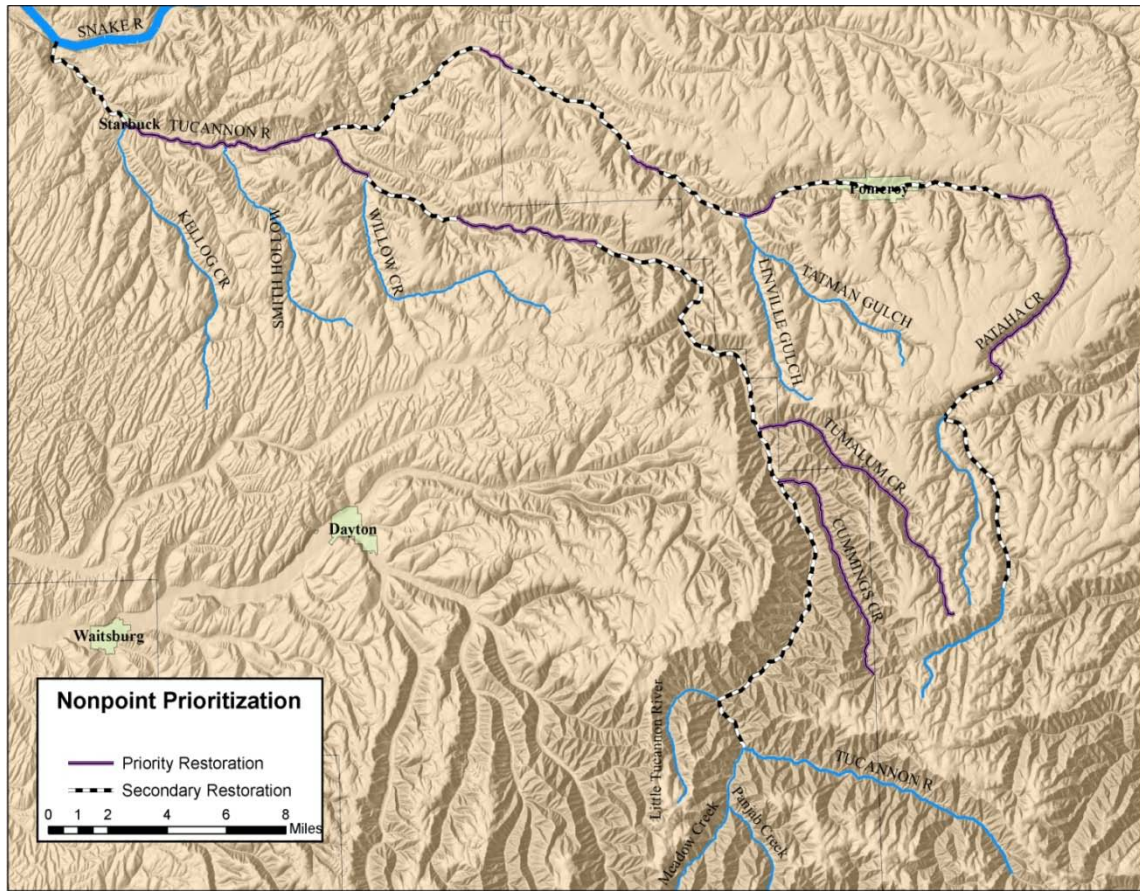 SNAKE R
Starbuck
TUCANNON R
Pomeroy
KELLOG CR
SMITH HOLLOW
WILLOW CR
LINVILLE GULCH
TATMAN GULCH
PATAHA CR
TUMALUM CR
CUMMINGS CR
Dayton
Waitsburg
Little Tucannon River
TUCANNON R
Meadow Creek
Panjab Creek
Nonpoint Prioritization
Priority Restoration
Secondary Restoration
0 1 2 4 6 8
Miles